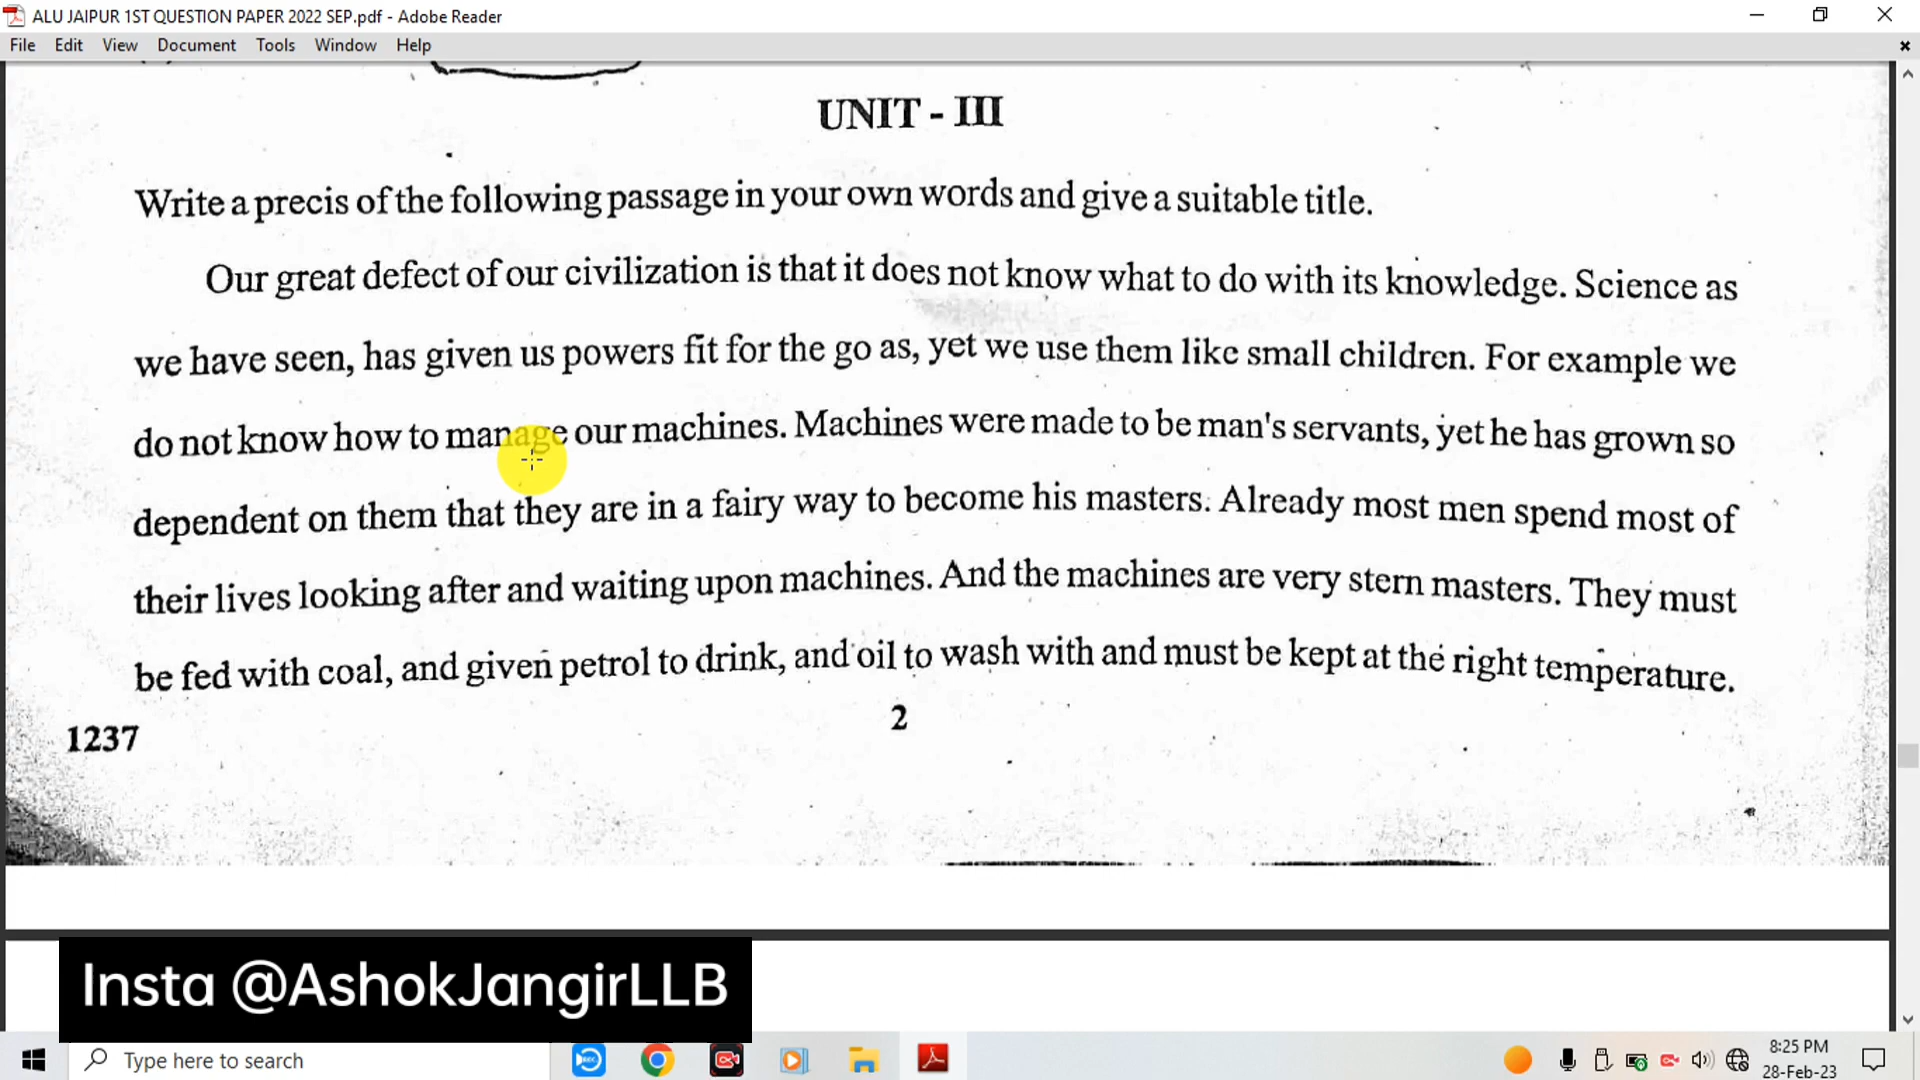 ALU JAIPUR 1ST QUESTION PAPER 2022 SEP.pdf - Adobe Reader
File Edit View Document Tools Window Help
UNIT - III
Write a precis of the following passage in your own words and give a suitable title.
Our great defect of our civilization is that it does not know what to do with its knowledge. Science as
we have seen, has given us powers fit for the go as, yet we use them like small children. For example we
do not know how to manage our machines. Machines were made to be man's servants, yet he has grown so
dependent on them that they are in a fairy way to become his masters. Already most men spend most of
their lives looking after and waiting upon machines. And the machines are very stern masters. They must
be fed with coal, and given petrol to drink, and oil to wash with and must be kept at the right temperature.
1237
2
Insta @AshokJangirLLB
Type here to search
8:25 PM
28-Feb-23